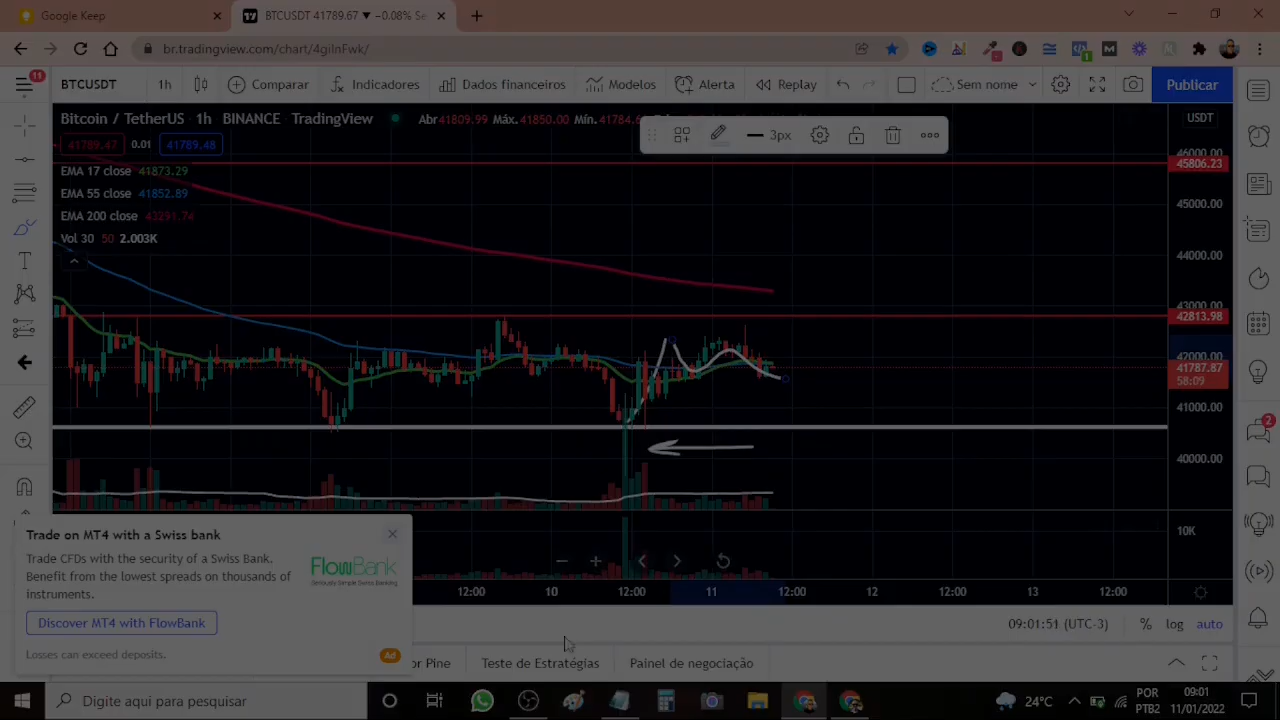 Google Keep
BTCUSDT 41789.67 ▼ −0.08% Se
br.tradingview.com/chart/4giInFwk/
11
BTCUSDT 1h Comparar Indicadores Dados financeiros Modelos Alerta Replay Sem nome Publicar
Bitcoin / TetherUS · 1h · BINANCE · TradingView Abr41809.99 Máx.41850.00 Mín.41784.6
3px
USDT
41789.47 0.01 41789.48
EMA 17 close 41873.29
EMA 55 close 41852.89
EMA 200 close 43291.74
Vol 30 50 2.003K
46000.00
45806.23
45000.00
44000.00
43000.00
42813.98
42000.00
41787.87
58:09
41000.00
40000.00
10K
2
Trade on MT4 with a Swiss bank
Trade CFDs with the security of a Swiss Bank.
Benefit from the lowest spreads on thousands of
instruments.
FlowBank
Seriously Simple Swiss Banking
Discover MT4 with FlowBank
Losses can exceed deposits.
Ad
12:00 10 12:00 11 12:00 12 12:00 13 12:00
09:01:51 (UTC-3) % log auto
or Pine Teste de Estratégias Painel de negociação
Digite aqui para pesquisar
24°C
POR
PTB2
09:01
11/01/2022